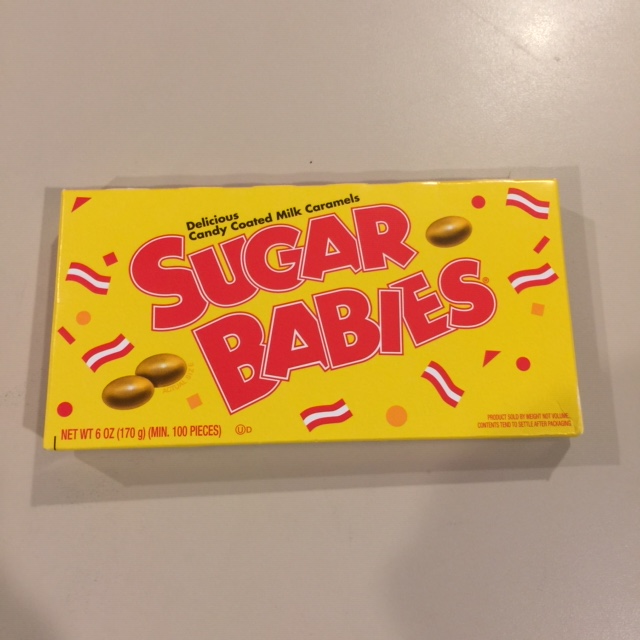 Delicious
Candy Coated Milk Caramels
SUGAR
BABIES
NET WT 6 OZ (170 g) (MIN. 100 PIECES) Ⓤ D
PRODUCT SOLD BY WEIGHT NOT VOLUME.
CONTENTS TEND TO SETTLE AFTER PACKAGING.